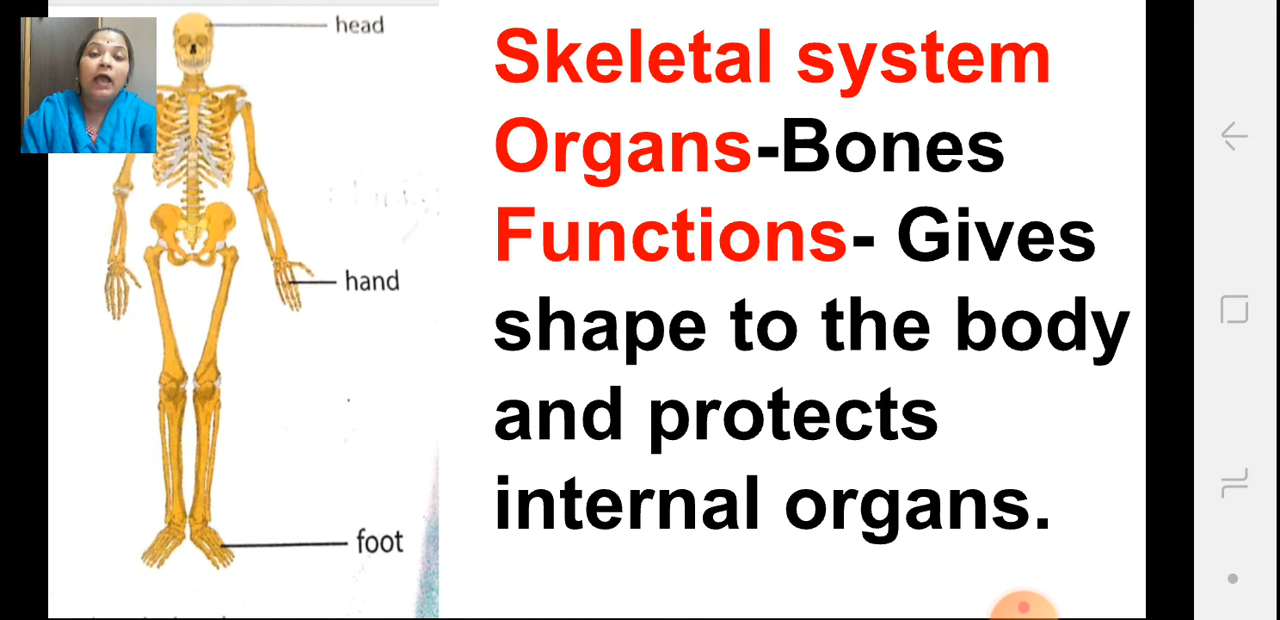 head
hand
foot
Skeletal system
Organs-Bones
Functions- Gives
shape to the body
and protects
internal organs.